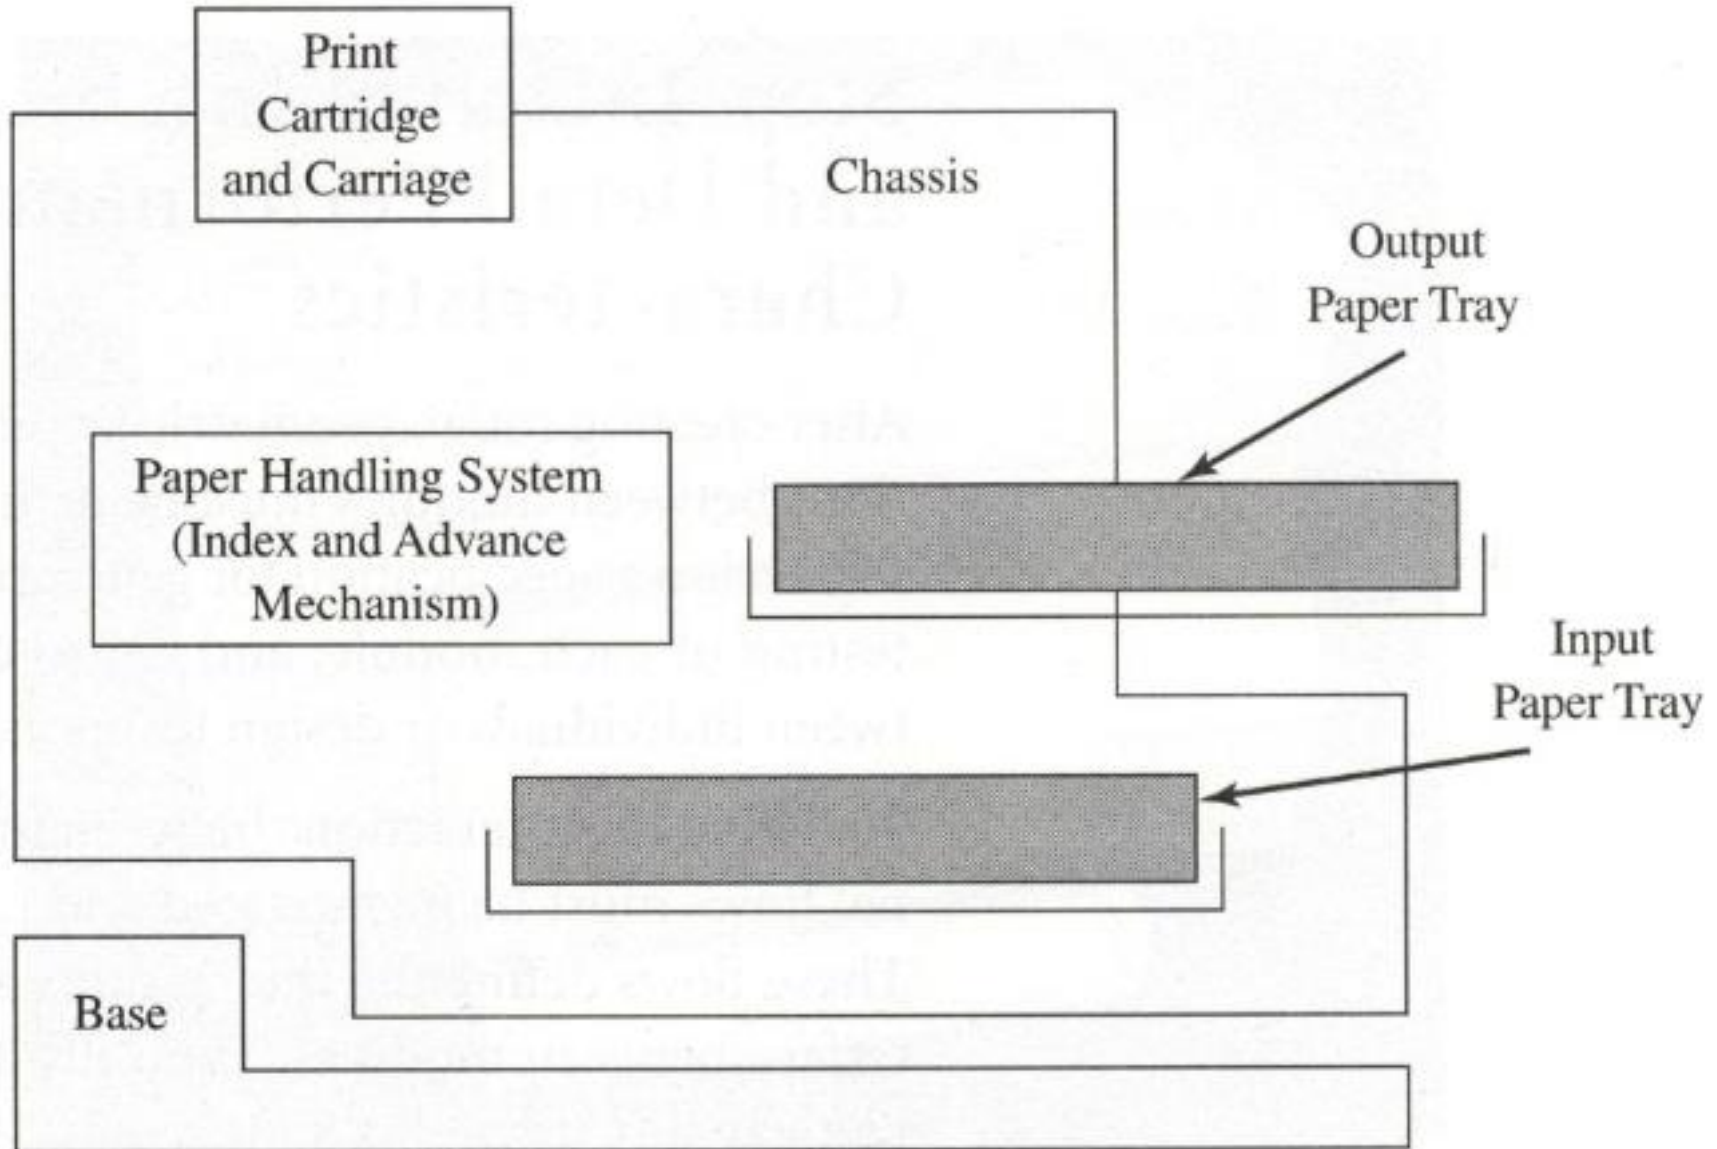 Print
Cartridge
and Carriage
Chassis
Output
Paper Tray
Paper Handling System
(Index and Advance
Mechanism)
Input
Paper Tray
Base